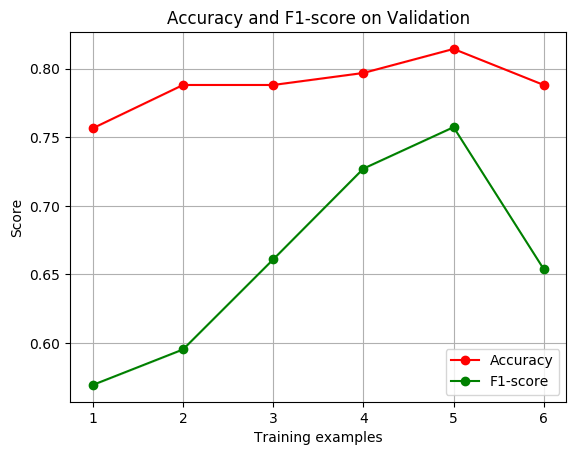 Accuracy and F1-score on Validation
Score
0.80
0.75
0.70
0.65
0.60
Accuracy
F1-score
1 2 3 4 5 6
Training examples